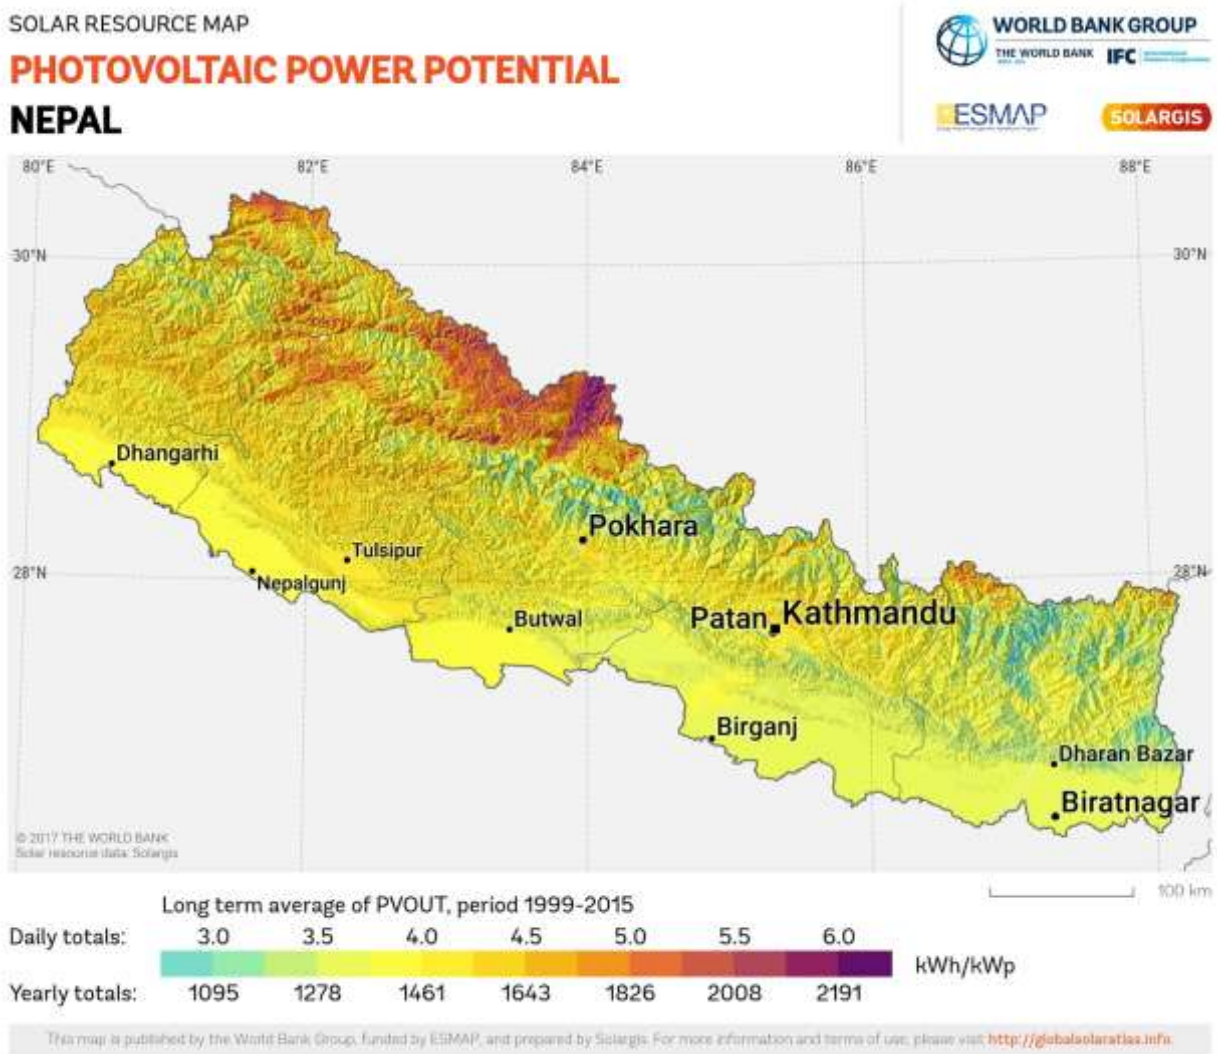 SOLAR RESOURCE MAP
PHOTOVOLTAIC POWER POTENTIAL
NEPAL
WORLD BANK GROUP
THE WORLD BANK IFC
ESMAP
SOLARGIS
80°E 82°E 84°E 86°E 88°E
30°N 30°N
Dhangarhi
Pokhara
Tulsipur
28°N 28°N
Nepalgunj
Patan Kathmandu
Butwal
Birganj
Dharan Bazar
Biratnagar
© 2017 THE WORLD BANK
Solar resource data: Solargis
100 km
Long term average of PVOUT, period 1999-2015
Daily totals: 3.0 3.5 4.0 4.5 5.0 5.5 6.0
kWh/kWp
Yearly totals: 1095 1278 1461 1643 1826 2008 2191
This map is published by the World Bank Group, funded by ESMAP, and prepared by Solargis. For more information and terms of use, please visit http://globalsolaratlas.info.